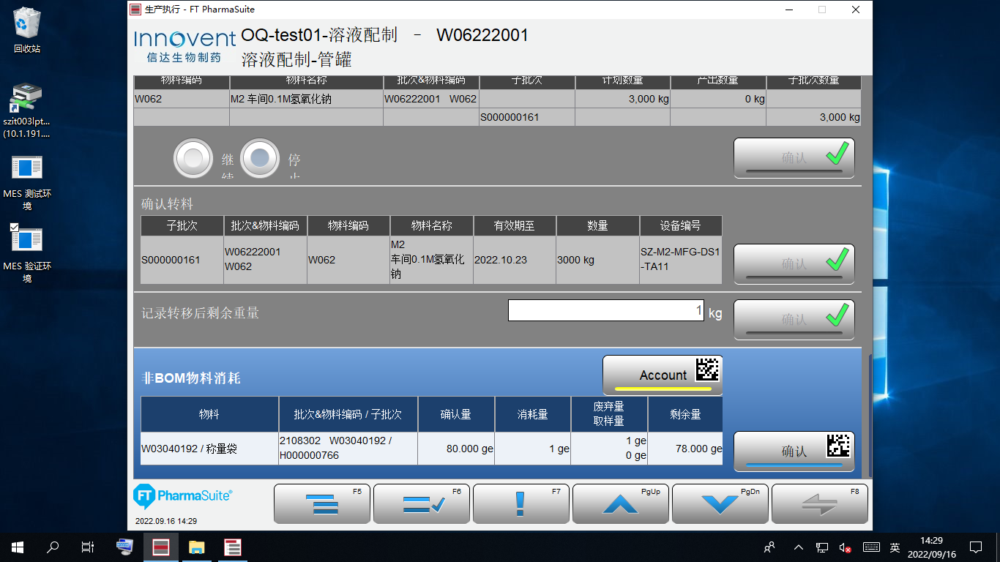 生产执行 - FT PharmaSuite
回收站
szit003lpt...
(10.1.191....
MES 测试环
境
MES 验证环
境
Innovent
信达生物制药
OQ-test01-溶液配制 - W06222001
溶液配制-管罐
物料编码 物料名称 批次&物料编码 子批次 计划数量 产出数量 子批次数量
W062 M2 车间0.1M氢氧化钠 W06222001 W062 3,000 kg 0 kg
S000000161 3,000 kg
继续 停止 确认
确认转料
子批次 批次&物料编码 物料编码 物料名称 有效期至 数量 设备编号
S000000161 W06222001 W062 W062 M2 车间0.1M氢氧化钠 2022.10.23 3000 kg SZ-M2-MFG-DS1-TA11 确认
记录转移后剩余重量 1 kg 确认
Account
非BOM物料消耗
物料 批次&物料编码 / 子批次 确认量 消耗量 废弃量 取样量 剩余量
W03040192 / 称量袋 2108302 W03040192 / H000000766 80.000 ge 1 ge 1 ge 0 ge 78.000 ge 确认
FT PharmaSuite®
F5 F6 F7 PgUp PgDn F8
2022.09.16 14:29
英
14:29
2022/09/16